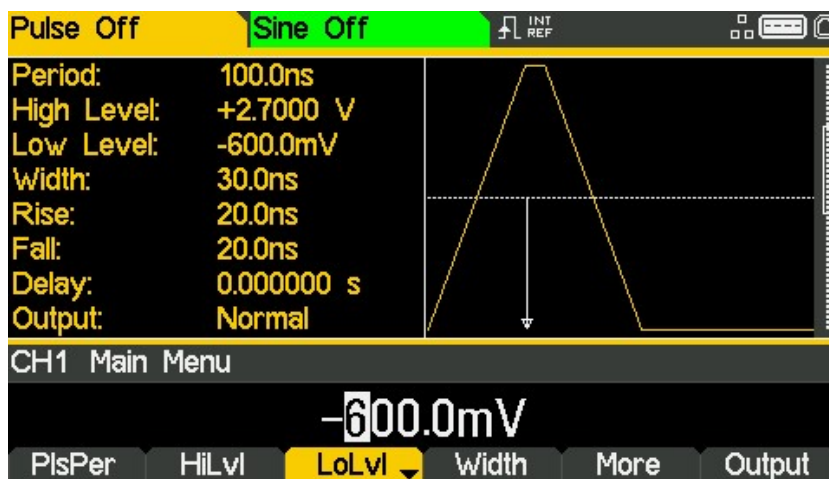 Pulse Off Sine Off INT REF
Period: 100.0ns
High Level: +2.7000 V
Low Level: -600.0mV
Width: 30.0ns
Rise: 20.0ns
Fall: 20.0ns
Delay: 0.000000 s
Output: Normal
CH1 Main Menu
-600.0mV
PlsPer HiLvl LoLvl Width More Output